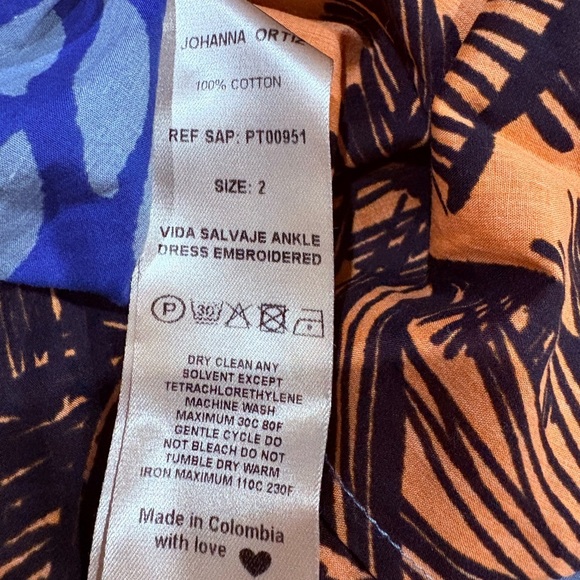 JOHANNA ORTIZ
100% COTTON
REF SAP: PT00951
SIZE: 2
VIDA SALVAJE ANKLE
DRESS EMBROIDERED
P 30
DRY CLEAN ANY
SOLVENT EXCEPT
TETRACHLORETHYLENE
MACHINE WASH
MAXIMUM 30C 80F
GENTLE CYCLE DO
NOT BLEACH DO NOT
TUMBLE DRY WARM
IRON MAXIMUM 110C 230F
Made in Colombia
with love